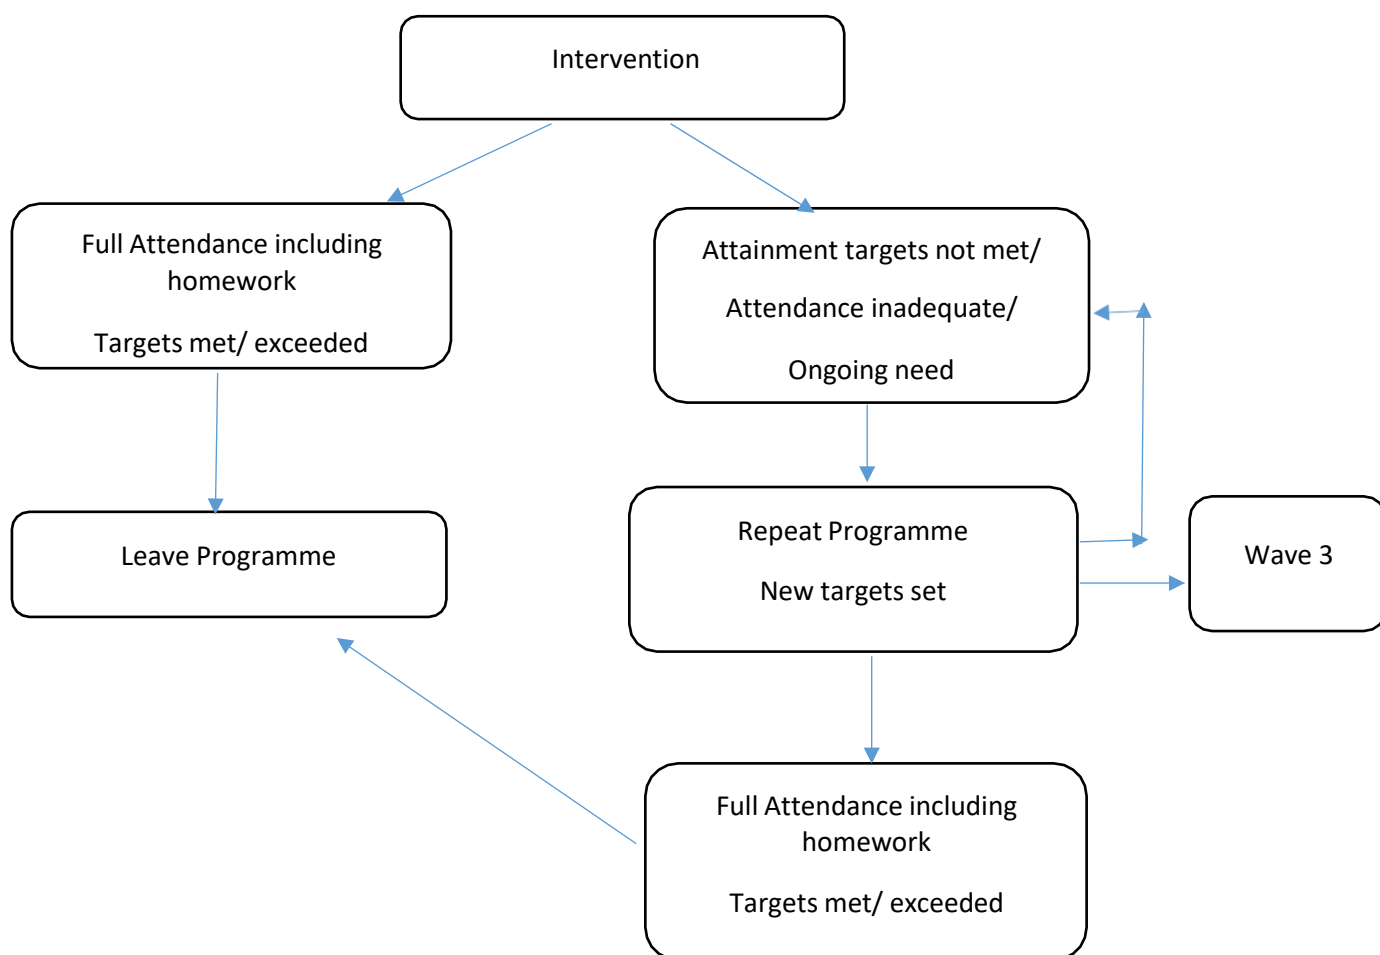 Intervention
Full Attendance including
homework
Targets met/ exceeded
Attainment targets not met/
Attendance inadequate/
Ongoing need
Leave Programme
Repeat Programme
New targets set
Wave 3
Full Attendance including
homework
Targets met/ exceeded